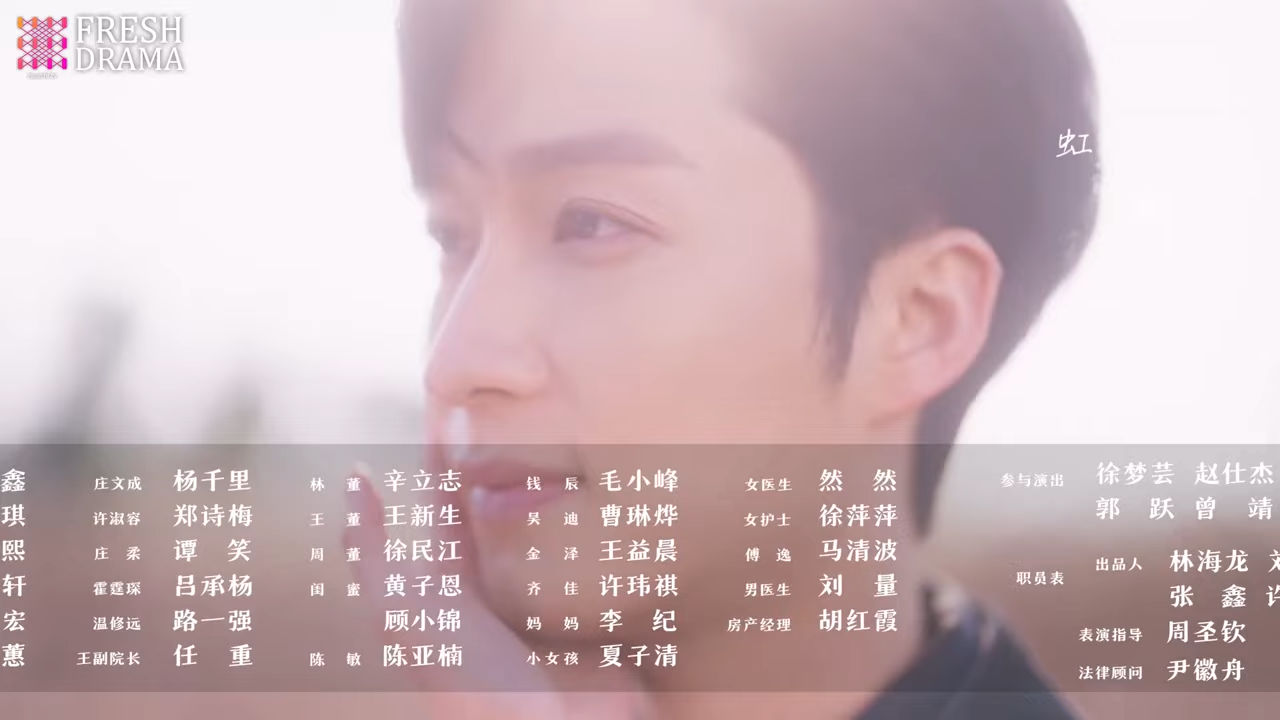 FRESH
DRAMA
虹
鑫 庄文成 杨千里 林董 辛立志 钱辰 毛小峰 女医生 然然
琪 许淑容 郑诗梅 王董 王新生 吴迪 曹琳烨 女护士 徐萍萍
熙 庄柔 谭笑 周董 徐民江 金泽 王益晨 傅逸 马清波
轩 霍霆琛 吕承杨 闺蜜 黄子恩 齐佳 许玮祺 男医生 刘量
宏 温修远 路一强 顾小锦 妈妈 李纪 房产经理 胡红霞
蕙 王副院长 任重 陈敏 陈亚楠 小女孩 夏子清
参与演出 徐梦芸 赵仕杰
郭跃 曾靖
职员表
出品人 林海龙
张鑫 许
表演指导 周圣钦
法律顾问 尹徽舟